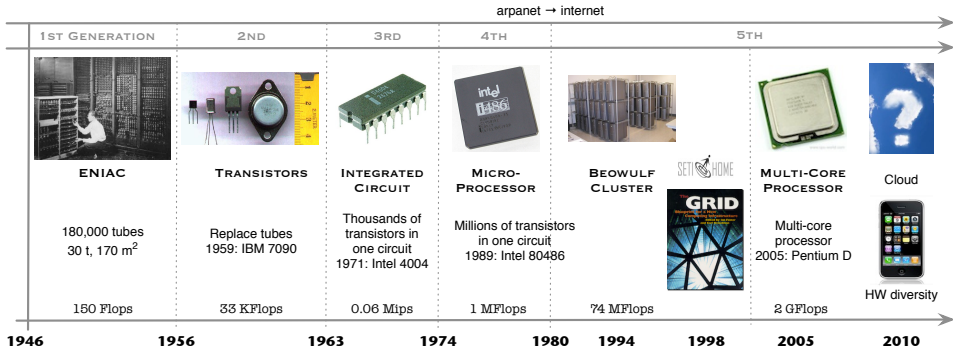 arpanet → internet
1ST GENERATION
2ND
3RD
4TH
5TH
intel
i486
SETI HOME
The
GRID
ENIAC
TRANSISTORS
INTEGRATED
CIRCUIT
MICRO-
PROCESSOR
BEOWULF
CLUSTER
MULTI-CORE
PROCESSOR
Cloud
180,000 tubes
30 t, 170 m²
Replace tubes
1959: IBM 7090
Thousands of
transistors in
one circuit
1971: Intel 4004
Millions of transistors
in one circuit
1989: Intel 80486
Multi-core
processor
2005: Pentium D
HW diversity
150 Flops
33 KFlops
0.06 Mips
1 MFlops
74 MFlops
2 GFlops
1946
1956
1963
1974
1980
1994
1998
2005
2010